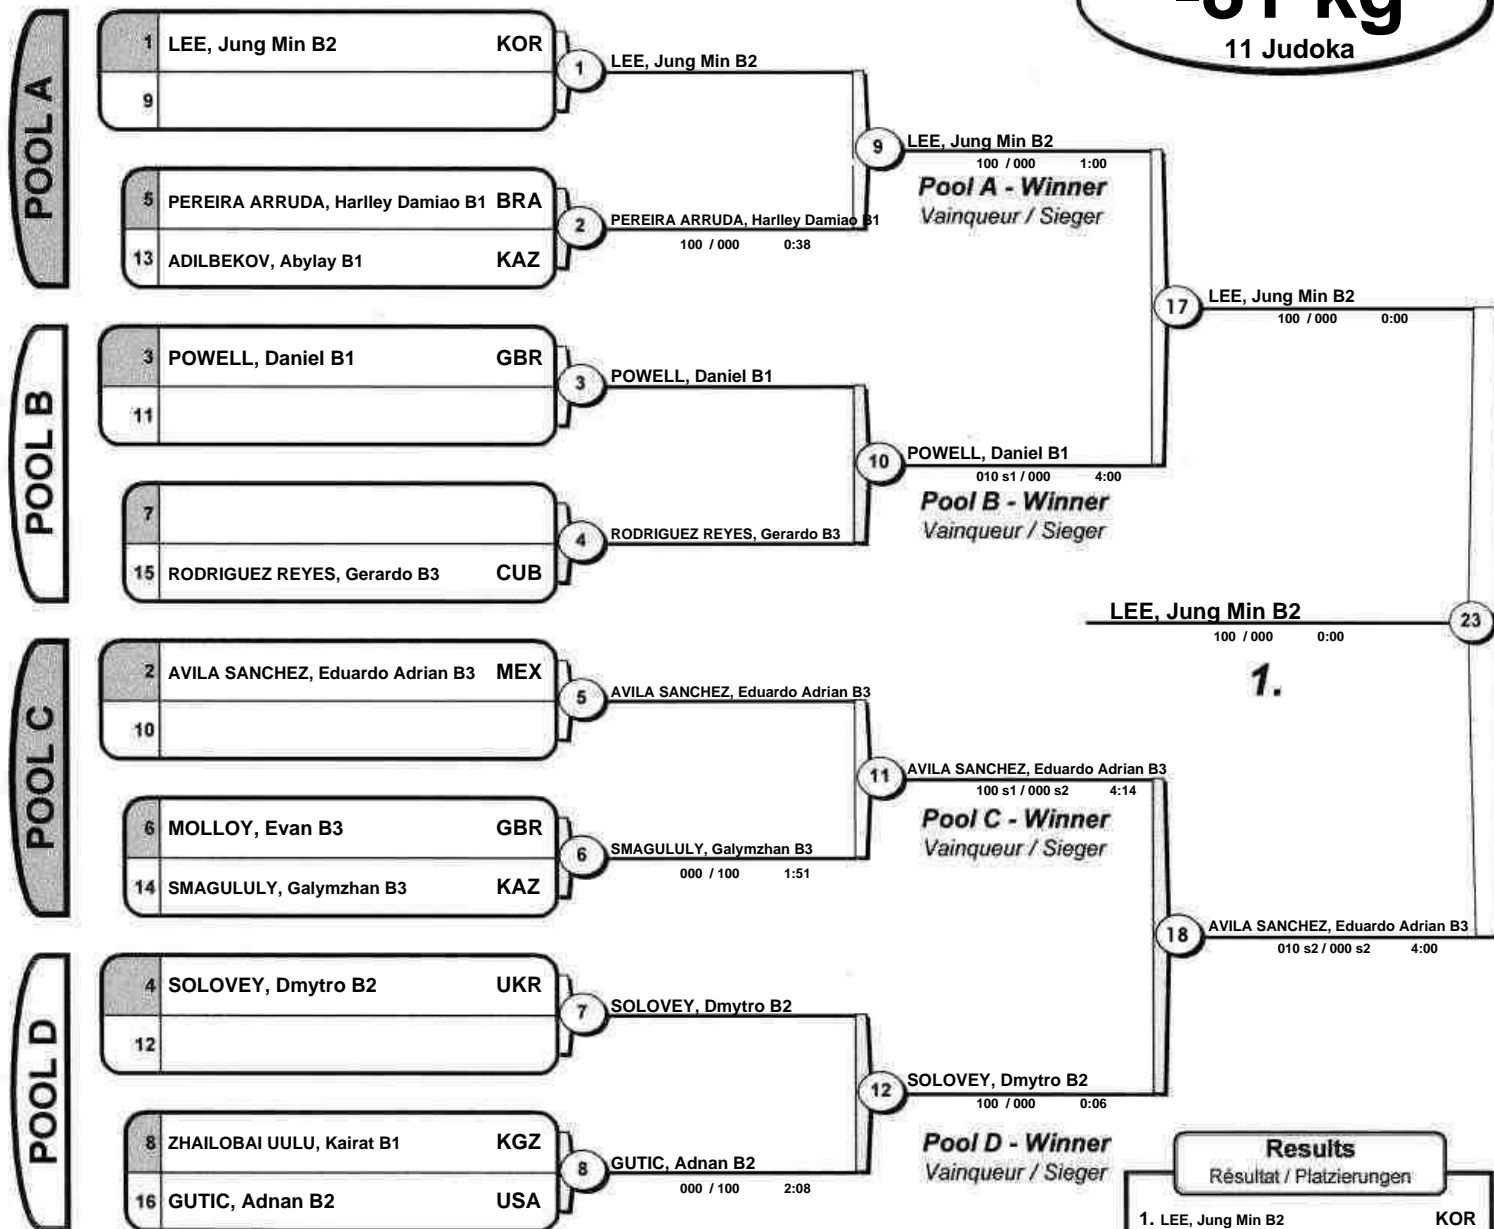 -81 kg
11 Judoka
POOL A
1 LEE, Jung Min B2 KOR
9
1
LEE, Jung Min B2
5 PEREIRA ARRUDA, Harlley Damiao B1 BRA
13 ADILBEKOV, Abylay B1 KAZ
2
PEREIRA ARRUDA, Harlley Damiao B1
100 / 000 0:38
9
LEE, Jung Min B2
100 / 000 1:00
Pool A - Winner
Vainqueur / Sieger
POOL B
3 POWELL, Daniel B1 GBR
11
3
POWELL, Daniel B1
7
15 RODRIGUEZ REYES, Gerardo B3 CUB
4
RODRIGUEZ REYES, Gerardo B3
10
POWELL, Daniel B1
010 s1 / 000 4:00
Pool B - Winner
Vainqueur / Sieger
17
LEE, Jung Min B2
100 / 000 0:00
LEE, Jung Min B2
100 / 000 0:00
23
1.
POOL C
2 AVILA SANCHEZ, Eduardo Adrian B3 MEX
10
5
AVILA SANCHEZ, Eduardo Adrian B3
6 MOLLOY, Evan B3 GBR
14 SMAGULULY, Galymzhan B3 KAZ
6
SMAGULULY, Galymzhan B3
000 / 100 1:51
11
AVILA SANCHEZ, Eduardo Adrian B3
100 s1 / 000 s2 4:14
Pool C - Winner
Vainqueur / Sieger
18
AVILA SANCHEZ, Eduardo Adrian B3
010 s2 / 000 s2 4:00
POOL D
4 SOLOVEY, Dmytro B2 UKR
12
7
SOLOVEY, Dmytro B2
8 ZHAILOBAI UULU, Kairat B1 KGZ
16 GUTIC, Adnan B2 USA
8
GUTIC, Adnan B2
000 / 100 2:08
12
SOLOVEY, Dmytro B2
100 / 000 0:06
Pool D - Winner
Vainqueur / Sieger
Results
Résultat / Platzierungen
1. LEE, Jung Min B2 KOR